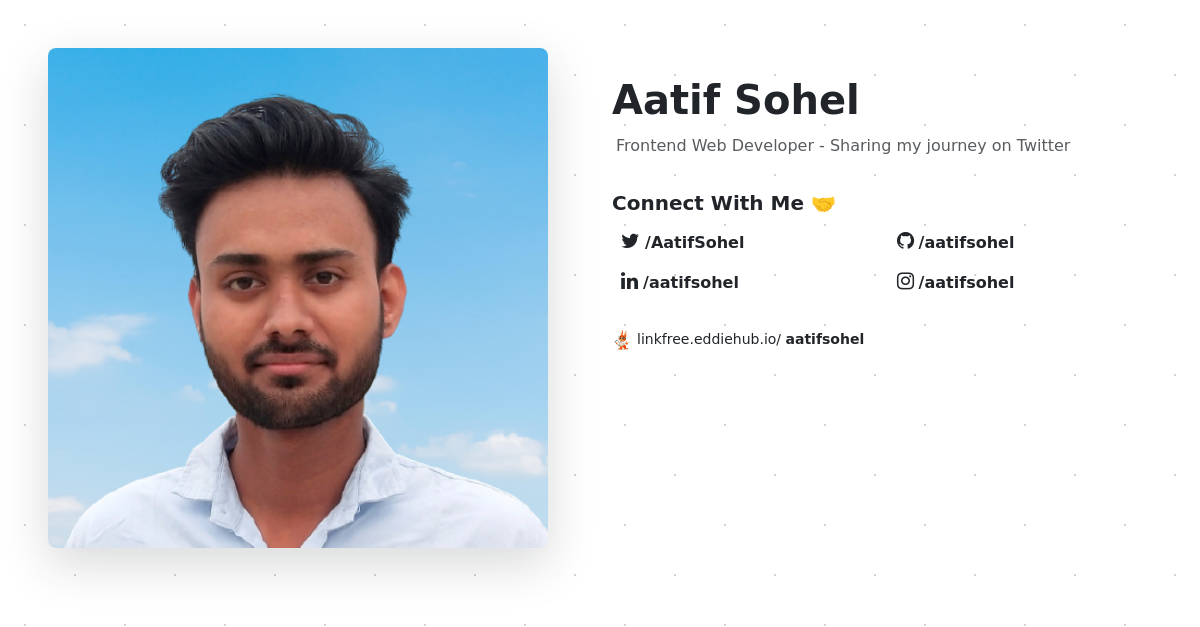 Aatif Sohel
Frontend Web Developer - Sharing my journey on Twitter
Connect With Me 🤝
/AatifSohel
/aatifsohel
/aatifsohel
/aatifsohel
linkfree.eddiehub.io/ aatifsohel